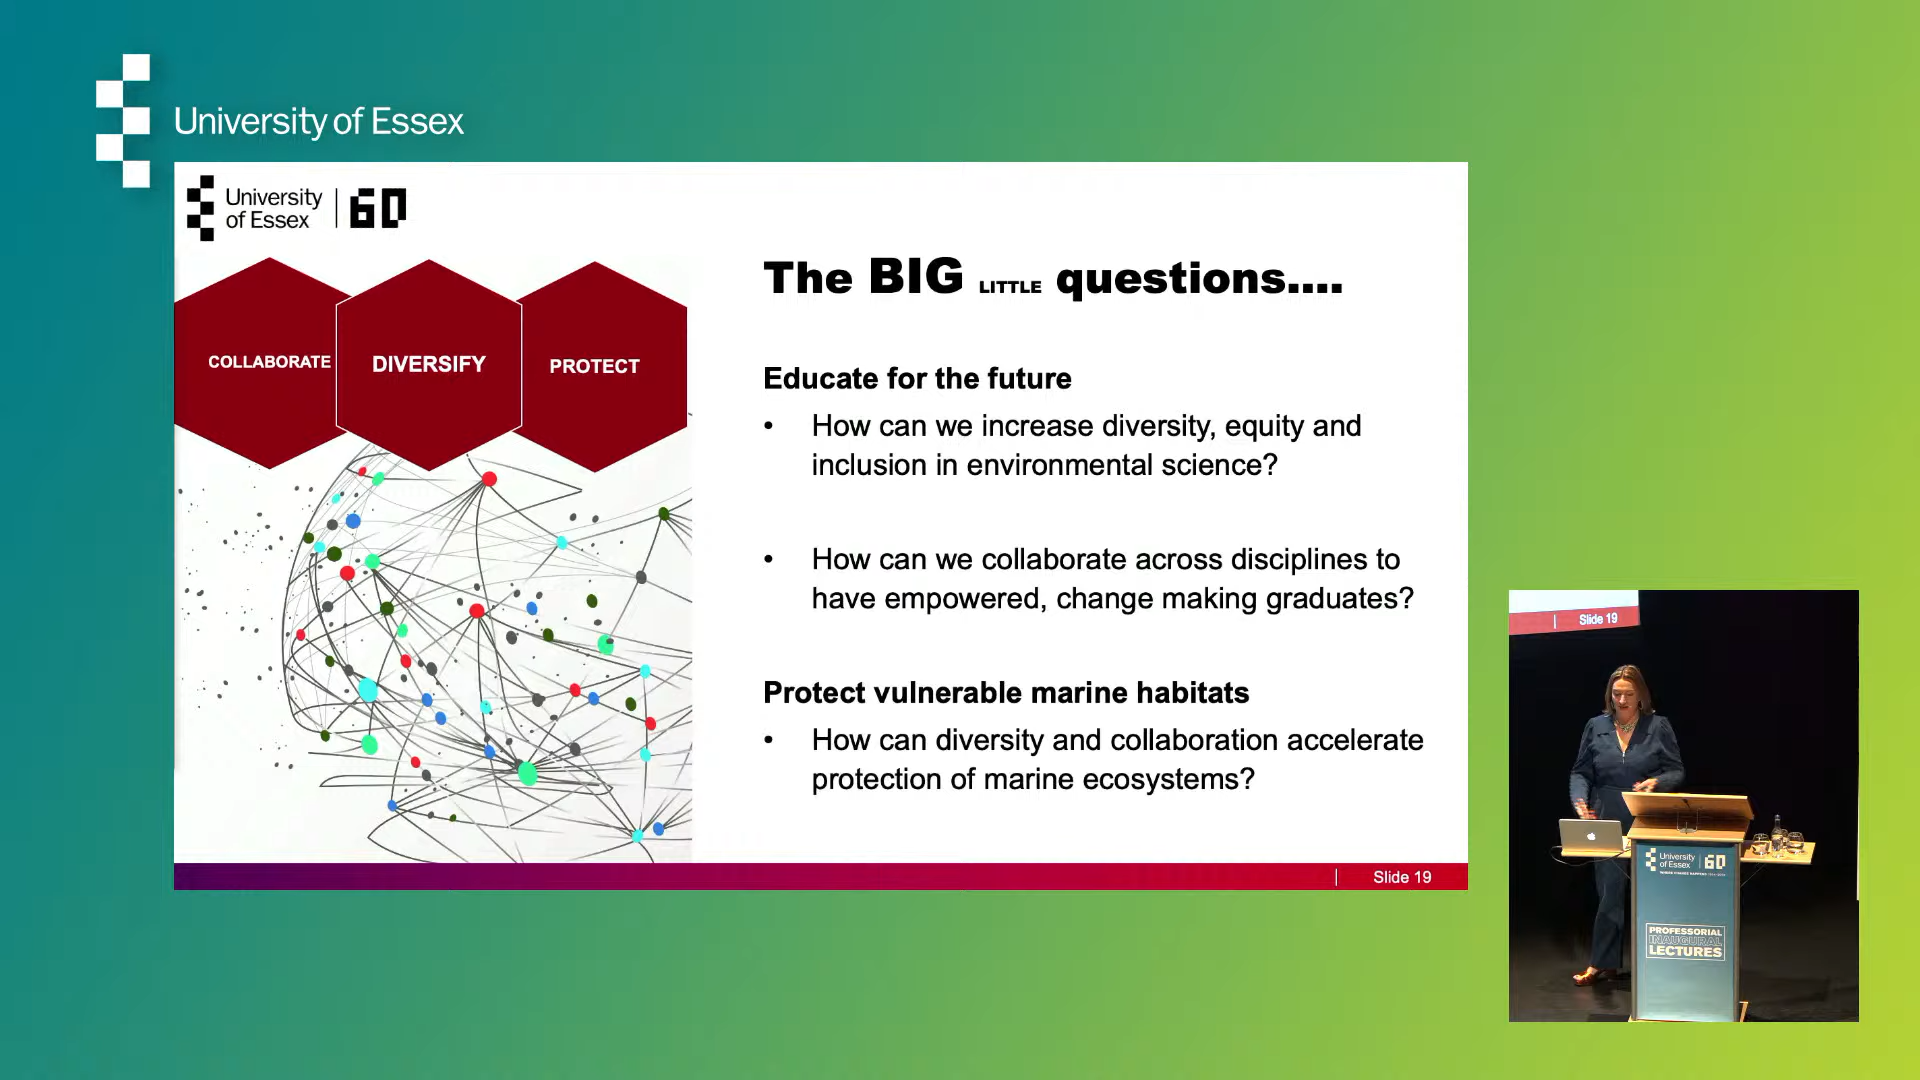 University of Essex
University
of Essex
60
COLLABORATE
DIVERSIFY
PROTECT
The BIG LITTLE questions....
Educate for the future
• How can we increase diversity, equity and
inclusion in environmental science?
• How can we collaborate across disciplines to
have empowered, change making graduates?
Protect vulnerable marine habitats
• How can diversity and collaboration accelerate
protection of marine ecosystems?
Slide 19
Slide 19
University
of Essex
60
PROFESSORIAL
INAUGURAL
LECTURES